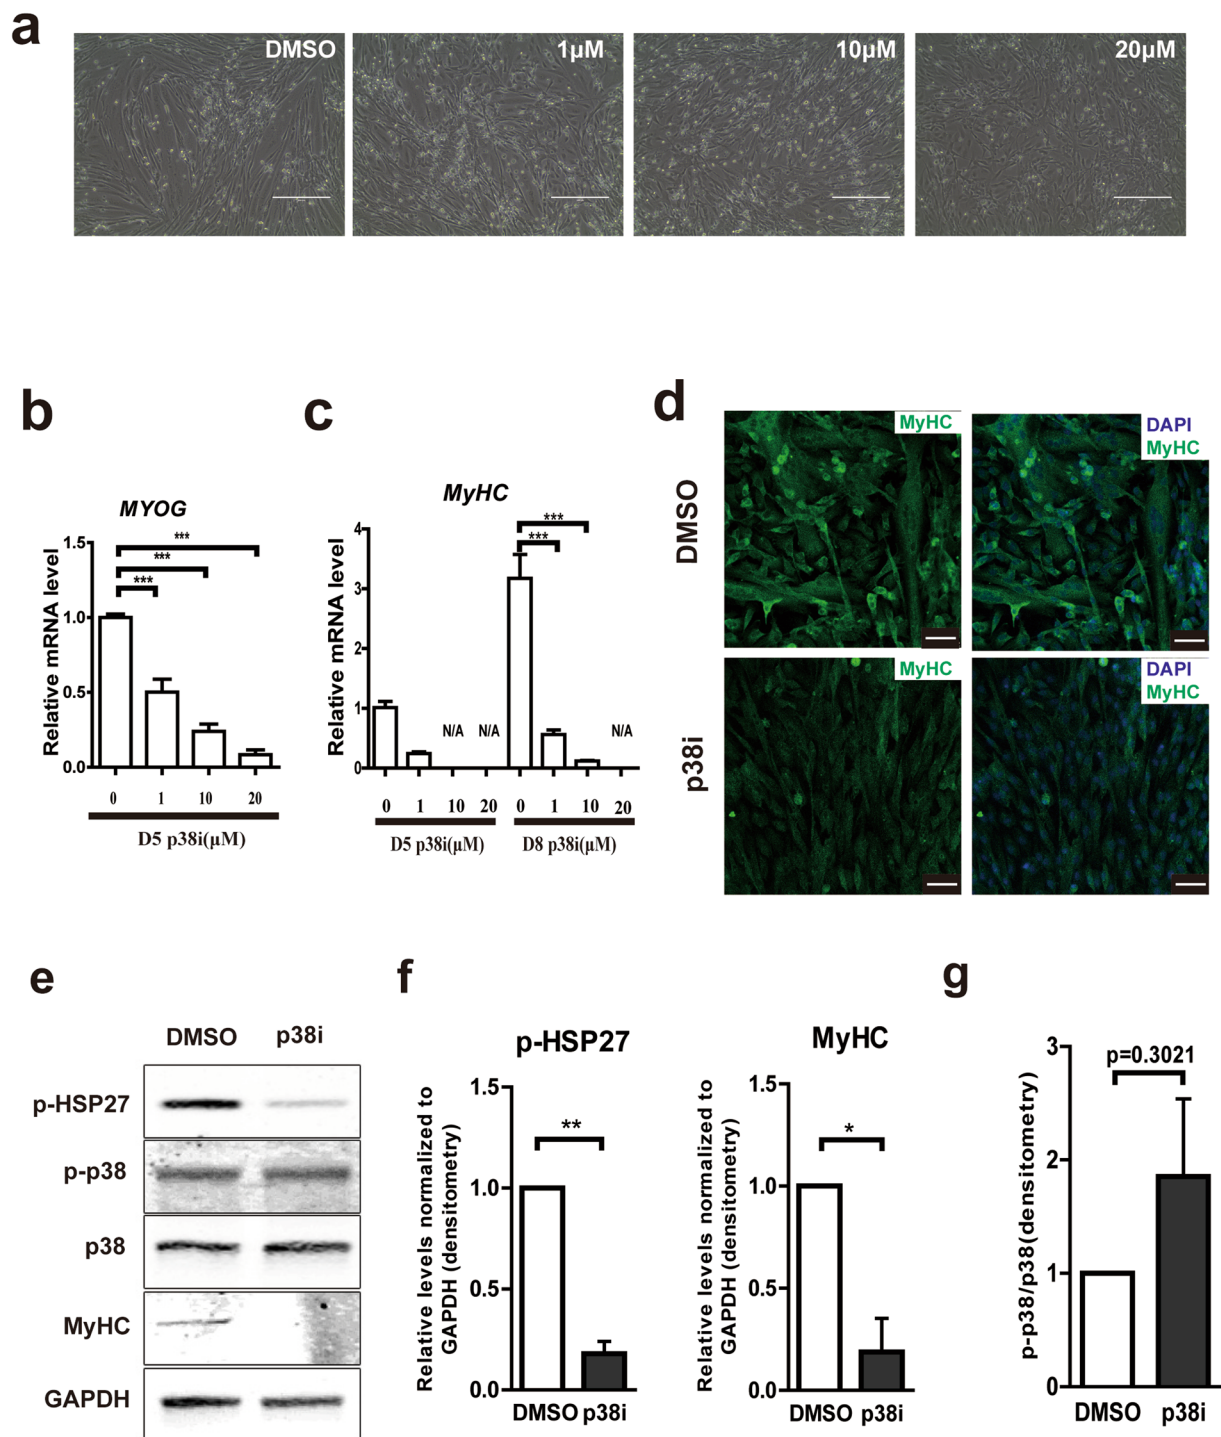 a
DMSO
1μM
10μM
20μM
b
MYOG
Relative mRNA level
1.5
1.0
0.5
0.0
***
***
***
0 1 10 20
D5 p38i(μM)
c
MyHC
Relative mRNA level
4
3
2
1
0
***
***
N/A N/A N/A
0 1 10 20 0 1 10 20
D5 p38i(μM) D8 p38i(μM)
d
DMSO
MyHC
DAPI
MyHC
p38i
MyHC
DAPI
MyHC
e
DMSO p38i
p-HSP27
p-p38
p38
MyHC
GAPDH
f
p-HSP27
Relative levels normalized to
GAPDH (densitometry)
1.5
1.0
0.5
0.0
**
DMSO p38i
MyHC
Relative levels normalized to
GAPDH (densitometry)
1.5
1.0
0.5
0.0
*
DMSO p38i
g
p-p38/p38(densitometry)
3
2
1
0
p=0.3021
DMSO p38i